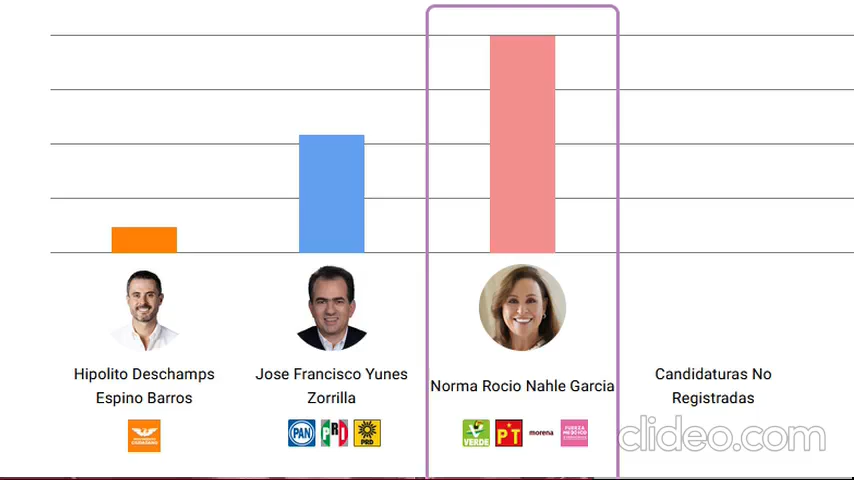 Hipolito Deschamps
Espino Barros
Jose Francisco Yunes
Zorrilla
Norma Rocio Nahle Garcia
Candidaturas No
Registradas
PAN
PRI
PRD
VERDE
PT
morena
clideo.com